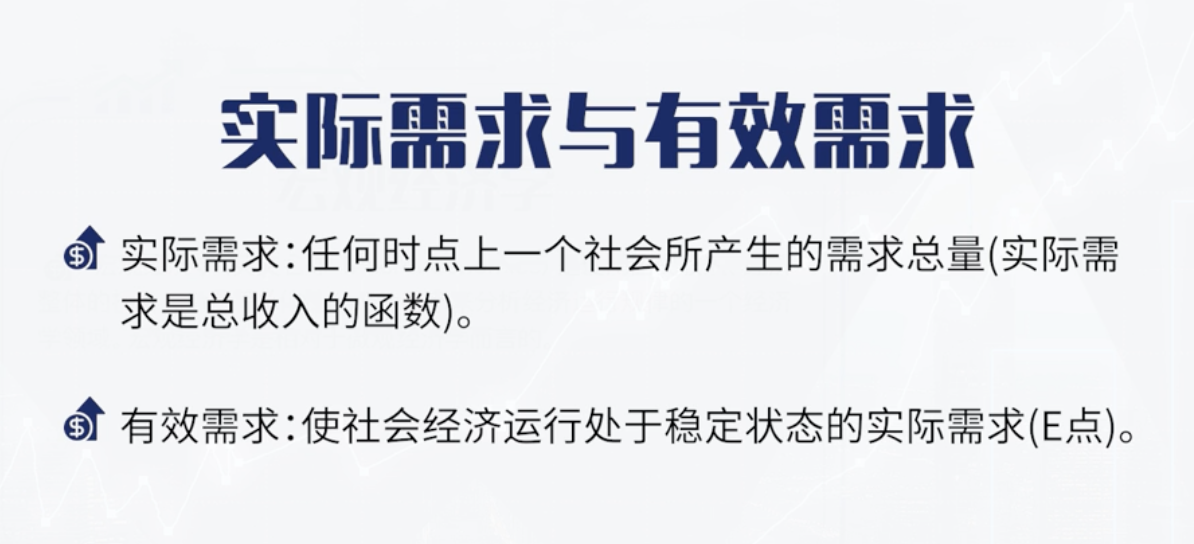 实际需求与有效需求
实际需求:任何时点上一个社会所产生的需求总量(实际需
求是总收入的函数)。
有效需求:使社会经济运行处于稳定状态的实际需求(E点)。